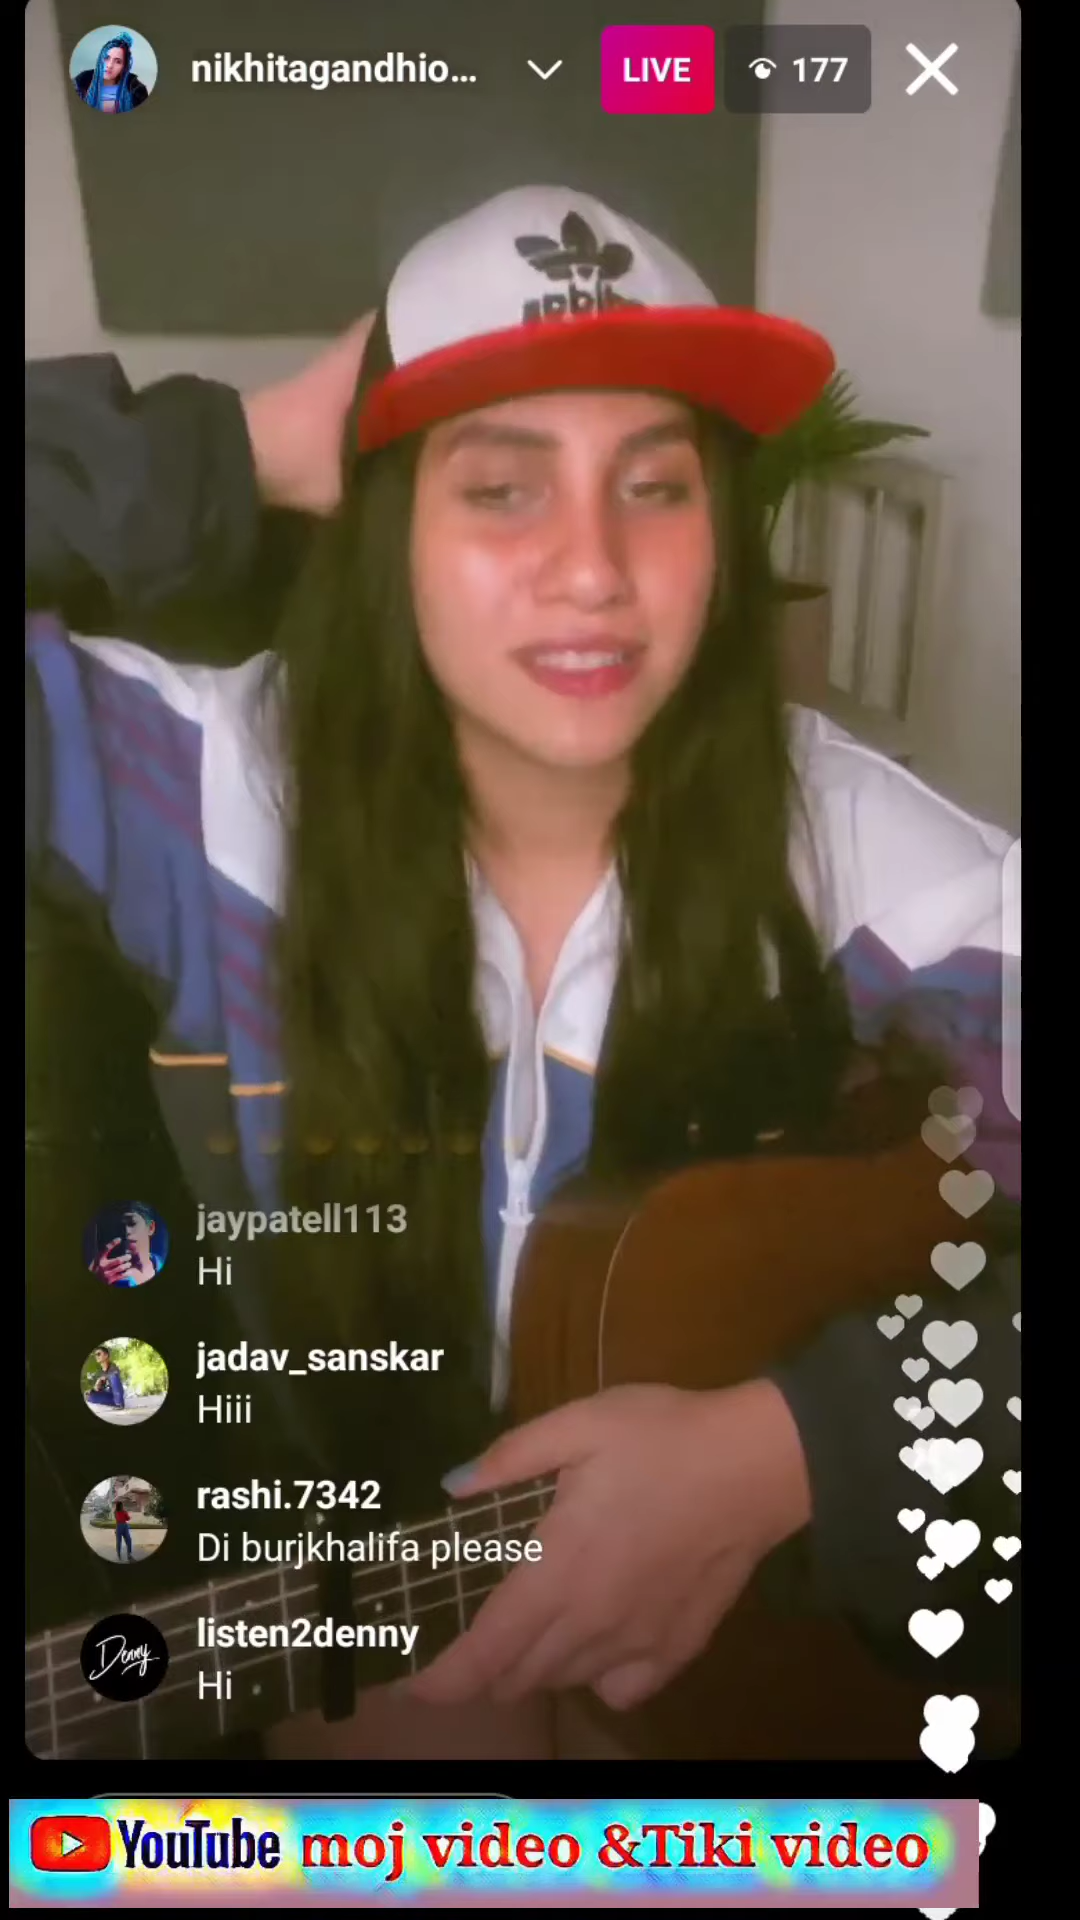 nikhitagandhio...
LIVE
177
jaypatell113
Hi
jadav_sanskar
Hiii
rashi.7342
Di burjkhalifa please
listen2denny
Hi
Denny
YouTube moj video &Tiki video